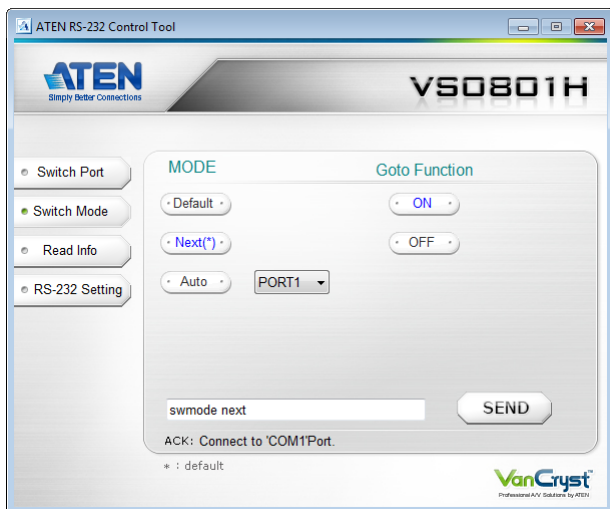 ATEN RS-232 Control Tool
ATEN
Simply Better Connections
VS0801H
Switch Port
Switch Mode
Read Info
RS-232 Setting
MODE
Goto Function
Default
ON
Next(*)
OFF
Auto
PORT1
swmode next
SEND
ACK: Connect to 'COM1'Port.
* : default
VanCryst™
Professional A/V Solutions by ATEN